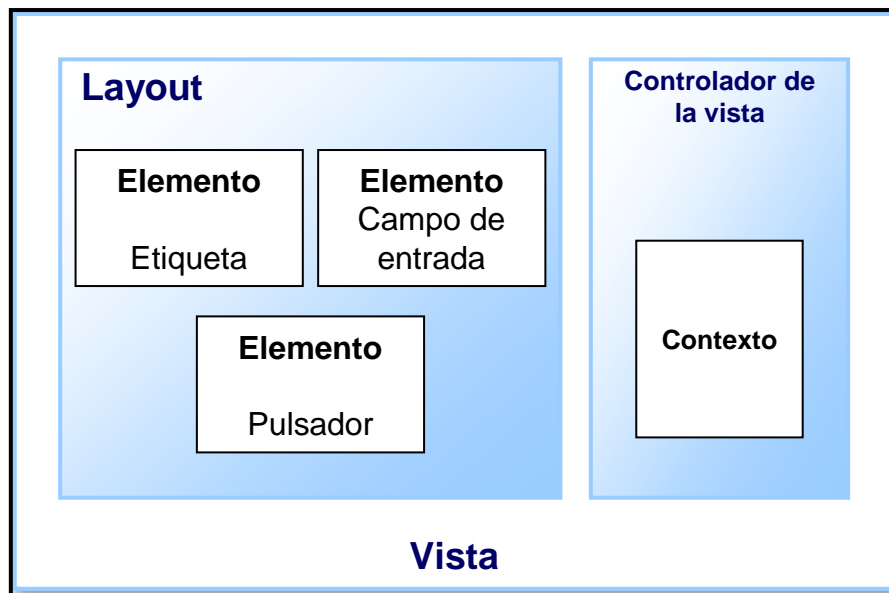 Layout
Elemento
Etiqueta
Elemento
Campo de
entrada
Elemento
Pulsador
Controlador de
la vista
Contexto
Vista